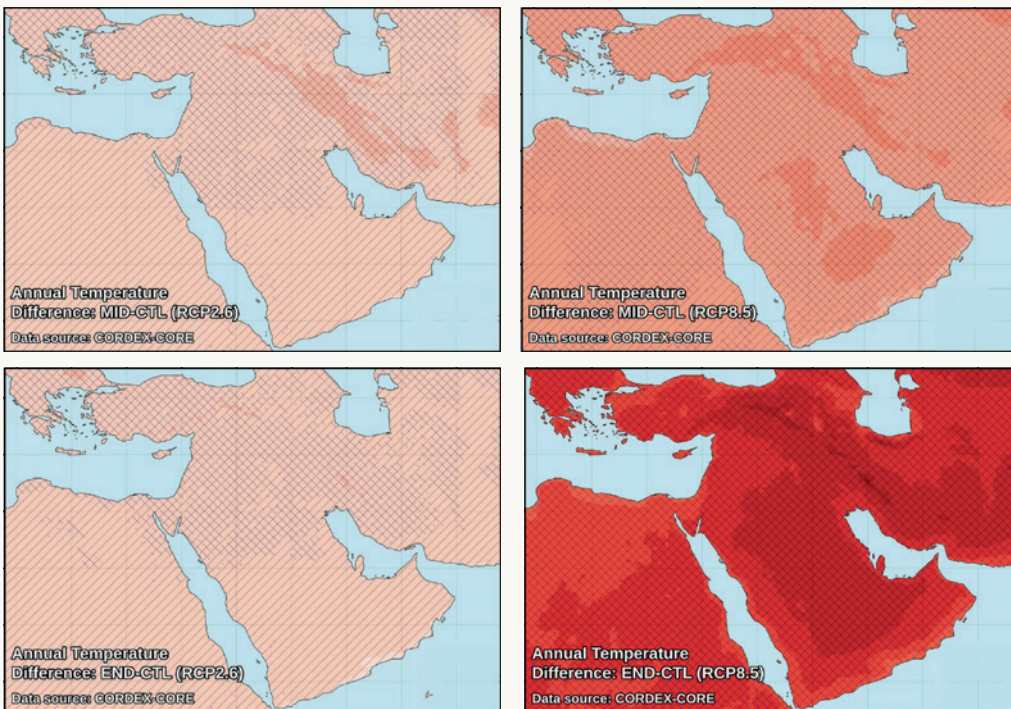 Annual Temperature
Difference: MID-CTL (RCP2.6)
Data source: CORDEX-CORE
Annual Temperature
Difference: MID-CTL (RCP8.5)
Data source: CORDEX-CORE
Annual Temperature
Difference: END-CTL (RCP2.6)
Data source: CORDEX-CORE
Annual Temperature
Difference: END-CTL (RCP8.5)
Data source: CORDEX-CORE